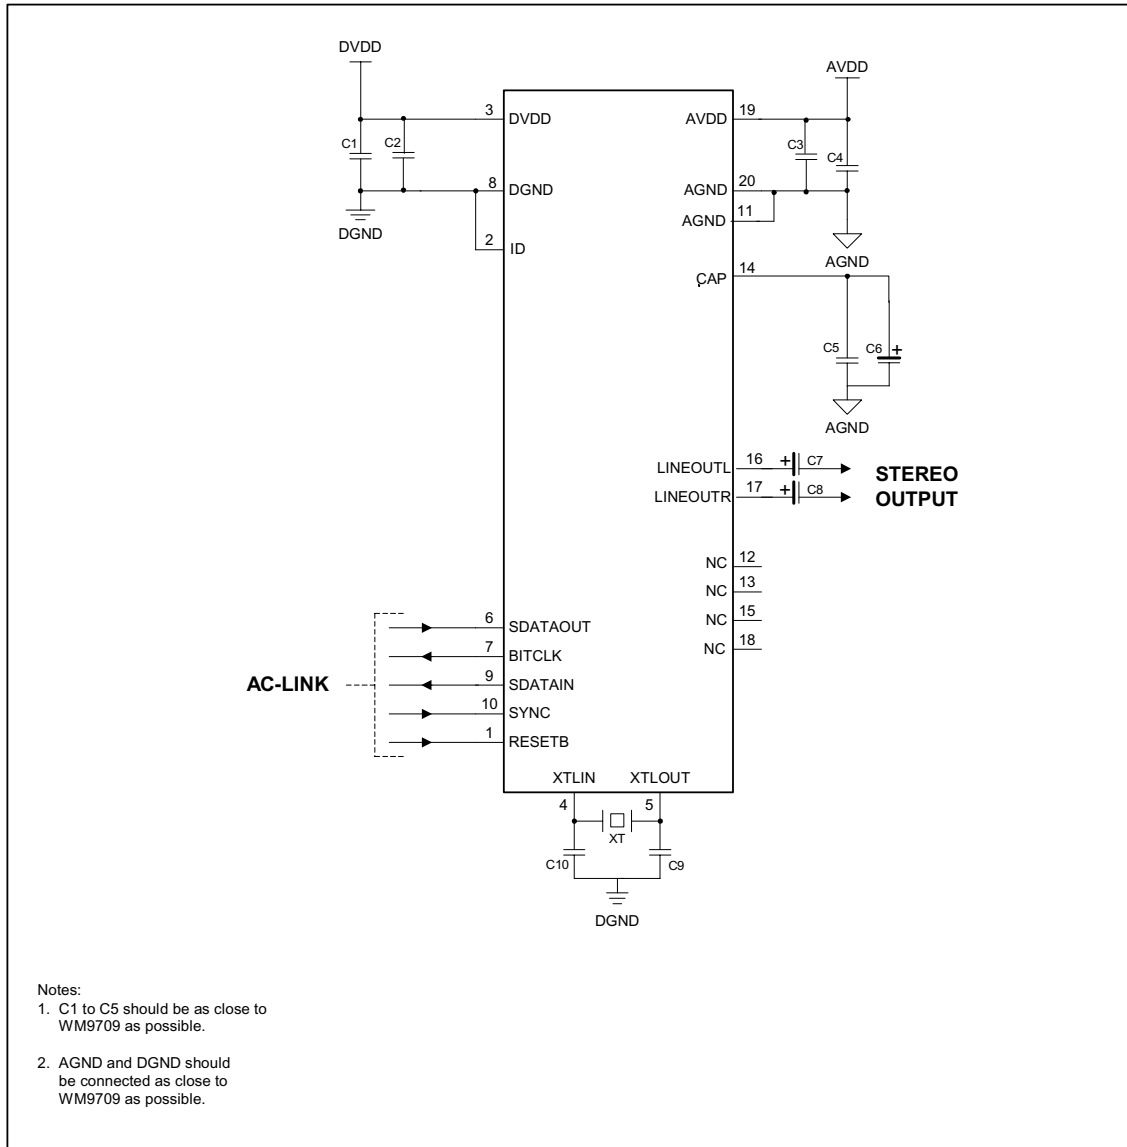 DVDD
AVDD
3
DVDD
AVDD
19
C1
C2
C3
C4
8
DGND
AGND
20
DGND
AGND
11
2
ID
AGND
CAP
14
C5
C6
+
AGND
LINEOUTL
16
+
C7
STEREO
LINEOUTR
17
+
C8
OUTPUT
NC
12
NC
13
NC
15
NC
18
6
SDATAOUT
7
BITCLK
AC-LINK
9
SDATAIN
10
SYNC
1
RESETB
XTLIN
XTLOUT
4
5
XT
C10
C9
DGND
Notes:
1. C1 to C5 should be as close to
WM9709 as possible.
2. AGND and DGND should
be connected as close to
WM9709 as possible.